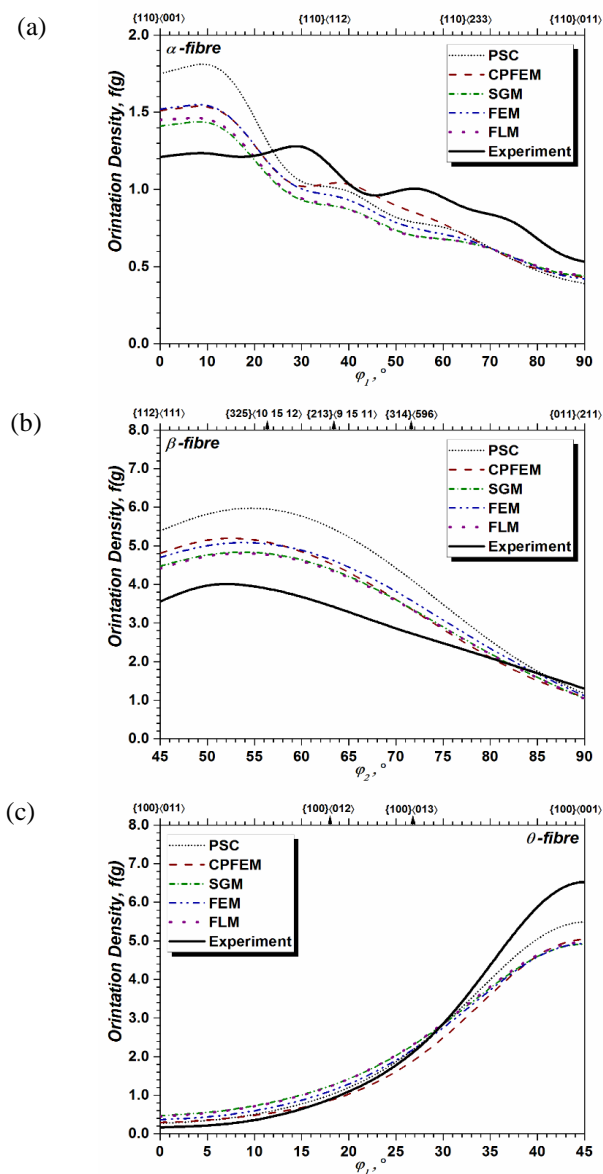 (a)
{110}⟨001⟩ {110}⟨112⟩ {110}⟨233⟩ {110}⟨011⟩
α-fibre
PSC
CPFEM
SGM
FEM
FLM
Experiment
Orintation Density, f(g)
2.0
1.5
1.0
0.5
0.0
0 10 20 30 40 50 60 70 80 90
φ1, °
(b)
{112}⟨111⟩ {325}⟨10 15 12⟩ {213}⟨9 15 11⟩ {314}⟨596⟩ {011}⟨211⟩
β-fibre
PSC
CPFEM
SGM
FEM
FLM
Experiment
Orintation Density, f(g)
8.0
7.0
6.0
5.0
4.0
3.0
2.0
1.0
0.0
45 50 55 60 65 70 75 80 85 90
φ2, °
(c)
{100}⟨011⟩ {100}⟨012⟩ {100}⟨013⟩ {100}⟨001⟩
θ-fibre
PSC
CPFEM
SGM
FEM
FLM
Experiment
Orintation Density, f(g)
8.0
7.0
6.0
5.0
4.0
3.0
2.0
1.0
0.0
0 5 10 15 20 25 30 35 40 45
φ1, °